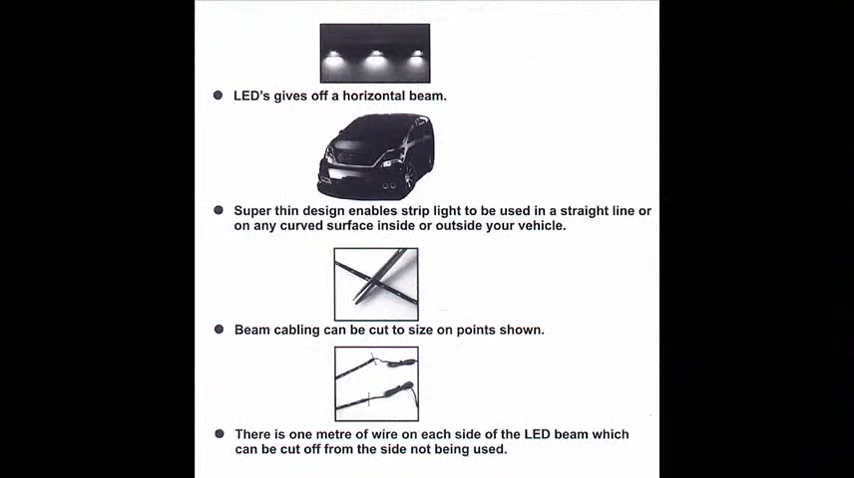 LED's gives off a horizontal beam.
Super thin design enables strip light to be used in a straight line or
on any curved surface inside or outside your vehicle.
Beam cabling can be cut to size on points shown.
There is one metre of wire on each side of the LED beam which
can be cut off from the side not being used.